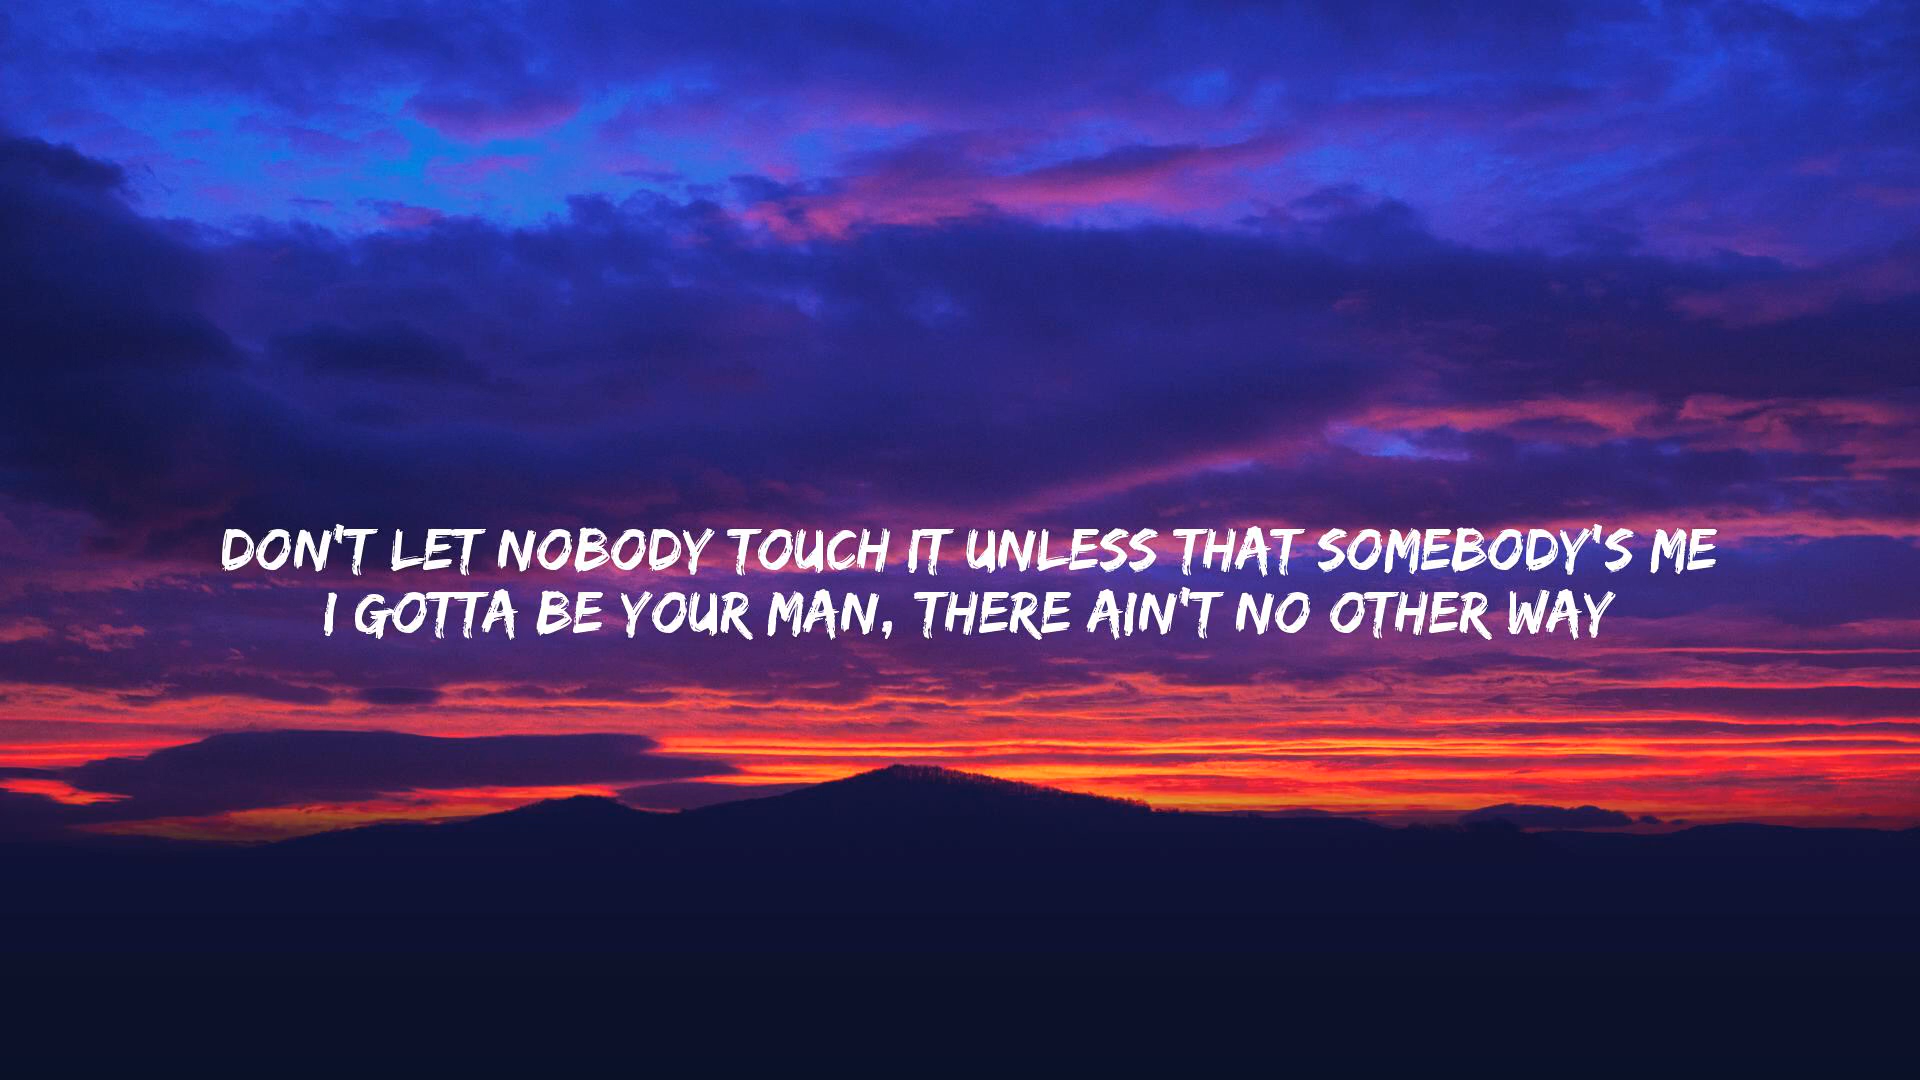 DON'T LET NOBODY TOUCH IT UNLESS THAT SOMEBODY'S ME
I GOTTA BE YOUR MAN, THERE AIN'T NO OTHER WAY